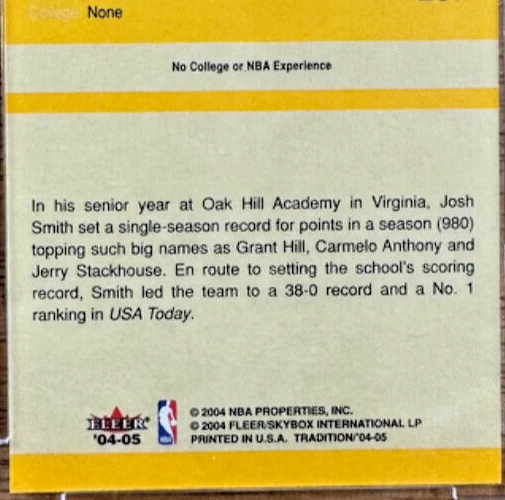 College: None
No College or NBA Experience
In his senior year at Oak Hill Academy in Virginia, Josh
Smith set a single-season record for points in a season (980)
topping such big names as Grant Hill, Carmelo Anthony and
Jerry Stackhouse. En route to setting the school's scoring
record, Smith led the team to a 38-0 record and a No. 1
ranking in USA Today.
FLEER
'04-05
© 2004 NBA PROPERTIES, INC.
© 2004 FLEER/SKYBOX INTERNATIONAL LP
PRINTED IN U.S.A. TRADITION/'04-05